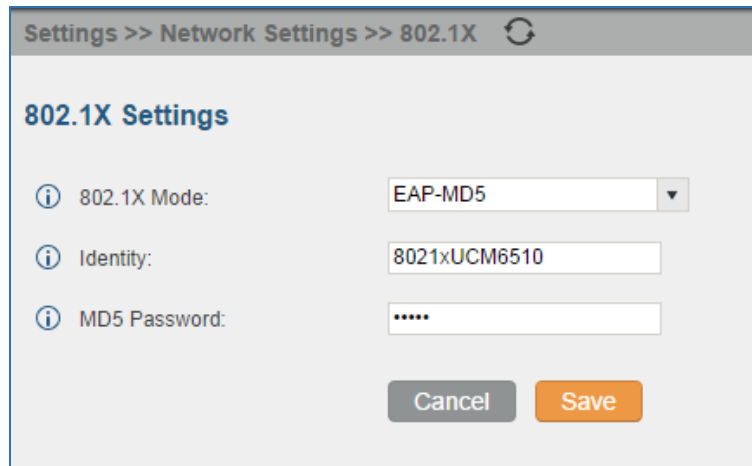 Settings >> Network Settings >> 802.1X
802.1X Settings
802.1X Mode: EAP-MD5
Identity: 8021xUCM6510
MD5 Password: •••••
Cancel Save